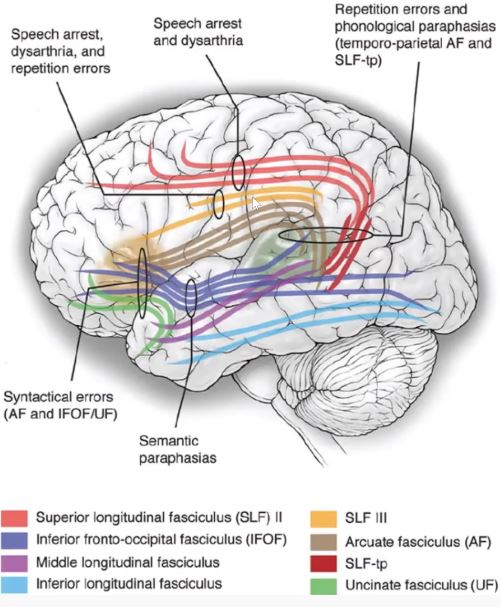 Speech arrest,
dysarthria, and
repetition errors
Speech arrest
and dysarthria
Repetition errors and
phonological paraphasias
(temporo-parietal AF and
SLF-tp)
Syntactical errors
(AF and IFOF/UF)
Semantic
paraphasias
Superior longitudinal fasciculus (SLF) II
Inferior fronto-occipital fasciculus (IFOF)
Middle longitudinal fasciculus
Inferior longitudinal fasciculus
SLF III
Arcuate fasciculus (AF)
SLF-tp
Uncinate fasciculus (UF)